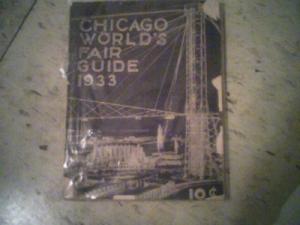 CHICAGO
WORLD'S
FAIR
GUIDE
1933
10¢